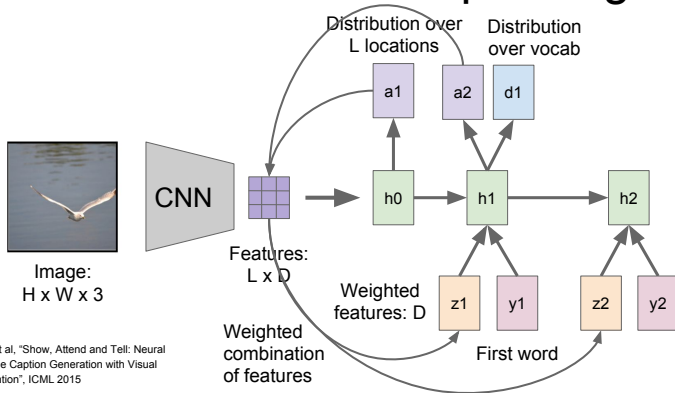 Distribution over
L locations
Distribution
over vocab
a1
a2
d1
CNN
h0
h1
h2
Image:
H x W x 3
Features:
L x D
Weighted
features: D
z1
y1
z2
y2
Weighted
combination
of features
First word
et al, "Show, Attend and Tell: Neural
Caption Generation with Visual
ICML 2015